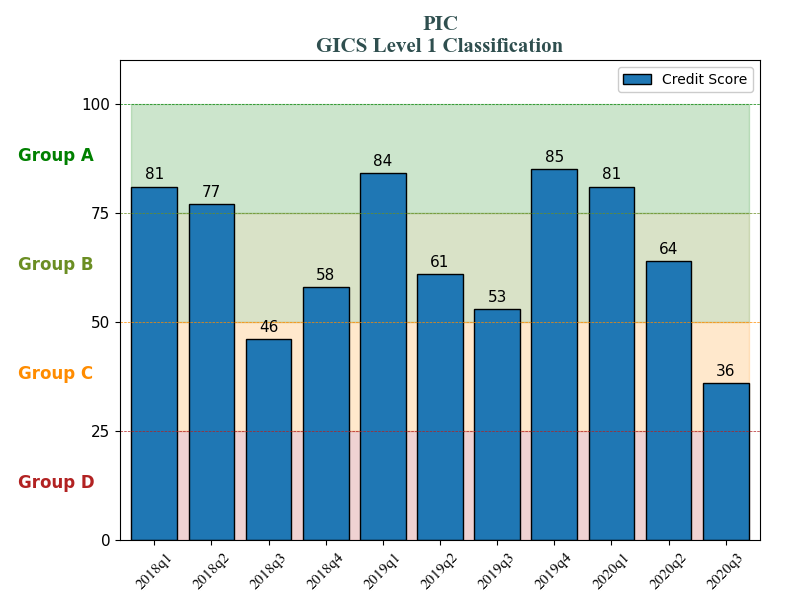 PIC
GICS Level 1 Classification
Credit Score
100
75
50
25
0
Group A
Group B
Group C
Group D
81
77
46
58
84
61
53
85
81
64
36
2018q1
2018q2
2018q3
2018q4
2019q1
2019q2
2019q3
2019q4
2020q1
2020q2
2020q3